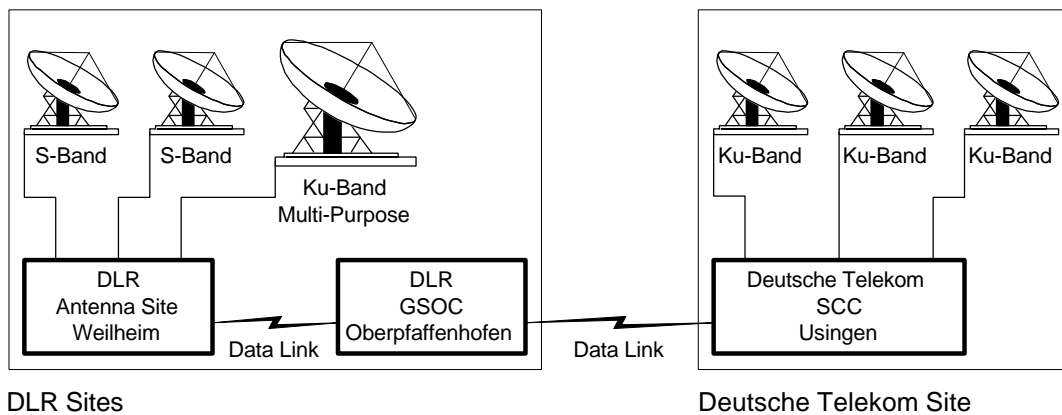 S-Band
S-Band
Ku-Band
Multi-Purpose
DLR
Antenna Site
Weilheim
Data Link
DLR
GSOC
Oberpfaffenhofen
Data Link
Ku-Band
Ku-Band
Ku-Band
Deutsche Telekom
SCC
Usingen
DLR Sites
Deutsche Telekom Site